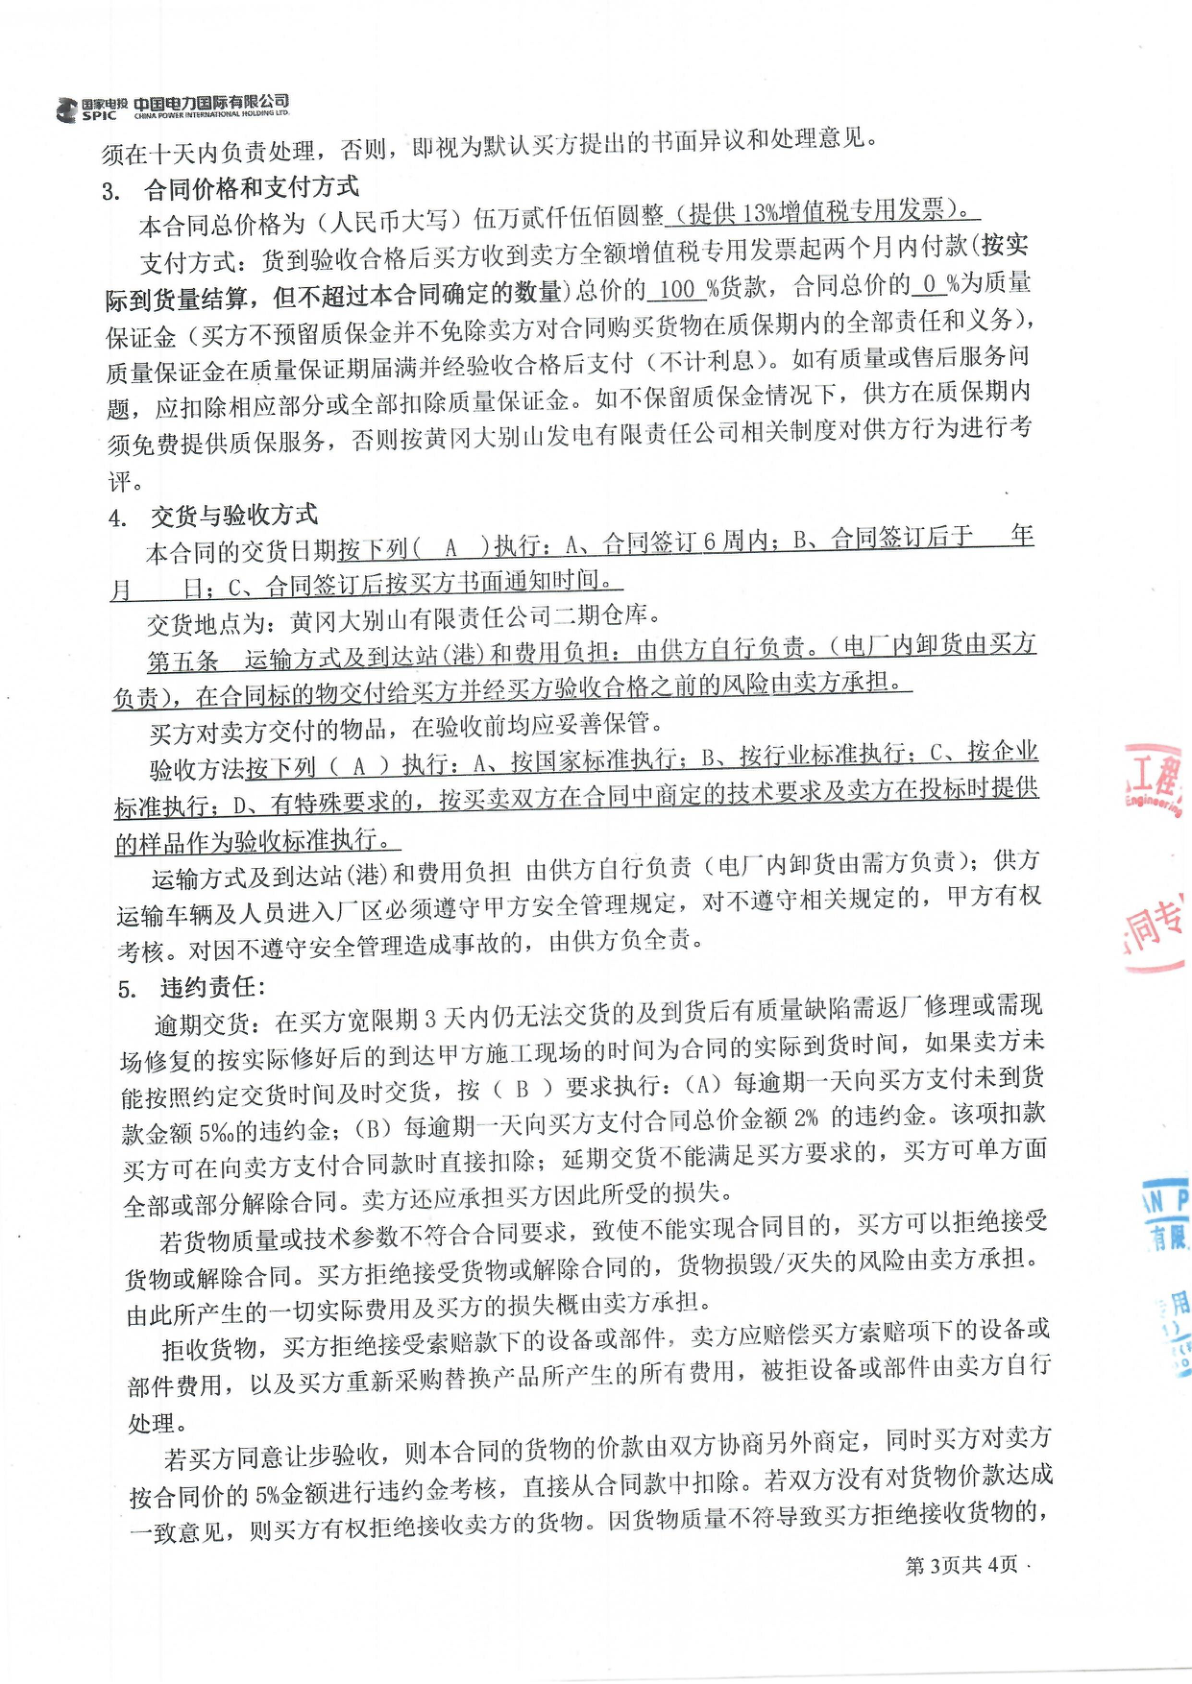 国家电投 中国电力国际有限公司
SPIC CHINA POWER INTERNATIONAL HOLDING LTD.
须在十天内负责处理，否则，即视为默认买方提出的书面异议和处理意见。
3. 合同价格和支付方式
本合同总价格为（人民币大写）伍万贰仟伍佰圆整（提供 13%增值税专用发票）。
支付方式：货到验收合格后买方收到卖方全额增值税专用发票起两个月内付款(按实
际到货量结算，但不超过本合同确定的数量)总价的 100 %货款，合同总价的 0 %为质量
保证金（买方不预留质保金并不免除卖方对合同购买货物在质保期内的全部责任和义务），
质量保证金在质量保证期届满并经验收合格后支付（不计利息）。如有质量或售后服务问
题，应扣除相应部分或全部扣除质量保证金。如不保留质保金情况下，供方在质保期内
须免费提供质保服务，否则按黄冈大别山发电有限责任公司相关制度对供方行为进行考
评。
4. 交货与验收方式
本合同的交货日期按下列( A )执行：A、合同签订 6 周内；B、合同签订后于 年
月 日；C、合同签订后按买方书面通知时间。
交货地点为：黄冈大别山有限责任公司二期仓库。
第五条 运输方式及到达站(港)和费用负担：由供方自行负责。（电厂内卸货由买方
负责），在合同标的物交付给买方并经买方验收合格之前的风险由卖方承担。
买方对卖方交付的物品，在验收前均应妥善保管。
验收方法按下列（ A ）执行：A、按国家标准执行；B、按行业标准执行；C、按企业
标准执行；D、有特殊要求的，按买卖双方在合同中商定的技术要求及卖方在投标时提供
的样品作为验收标准执行。
运输方式及到达站(港)和费用负担 由供方自行负责（电厂内卸货由需方负责）；供方
运输车辆及人员进入厂区必须遵守甲方安全管理规定，对不遵守相关规定的，甲方有权
考核。对因不遵守安全管理造成事故的，由供方负全责。
5. 违约责任：
逾期交货：在买方宽限期 3 天内仍无法交货的及到货后有质量缺陷需返厂修理或需现
场修复的按实际修好后的到达甲方施工现场的时间为合同的实际到货时间，如果卖方未
能按照约定交货时间及时交货，按（ B ）要求执行：（A）每逾期一天向买方支付未到货
款金额 5‰的违约金；（B）每逾期一天向买方支付合同总价金额 2% 的违约金。该项扣款
买方可在向卖方支付合同款时直接扣除；延期交货不能满足买方要求的，买方可单方面
全部或部分解除合同。卖方还应承担买方因此所受的损失。
若货物质量或技术参数不符合合同要求，致使不能实现合同目的，买方可以拒绝接受
货物或解除合同。买方拒绝接受货物或解除合同的，货物损毁/灭失的风险由卖方承担。
由此所产生的一切实际费用及买方的损失概由卖方承担。
拒收货物，买方拒绝接受索赔款下的设备或部件，卖方应赔偿买方索赔项下的设备或
部件费用，以及买方重新采购替换产品所产生的所有费用，被拒设备或部件由卖方自行
处理。
若买方同意让步验收，则本合同的货物的价款由双方协商另外商定，同时买方对卖方
按合同价的 5%金额进行违约金考核，直接从合同款中扣除。若双方没有对货物价款达成
一致意见，则买方有权拒绝接收卖方的货物。因货物质量不符导致买方拒绝接收货物的，
第 3页共 4页
工程
Engineering
同专
AN P
有限
用